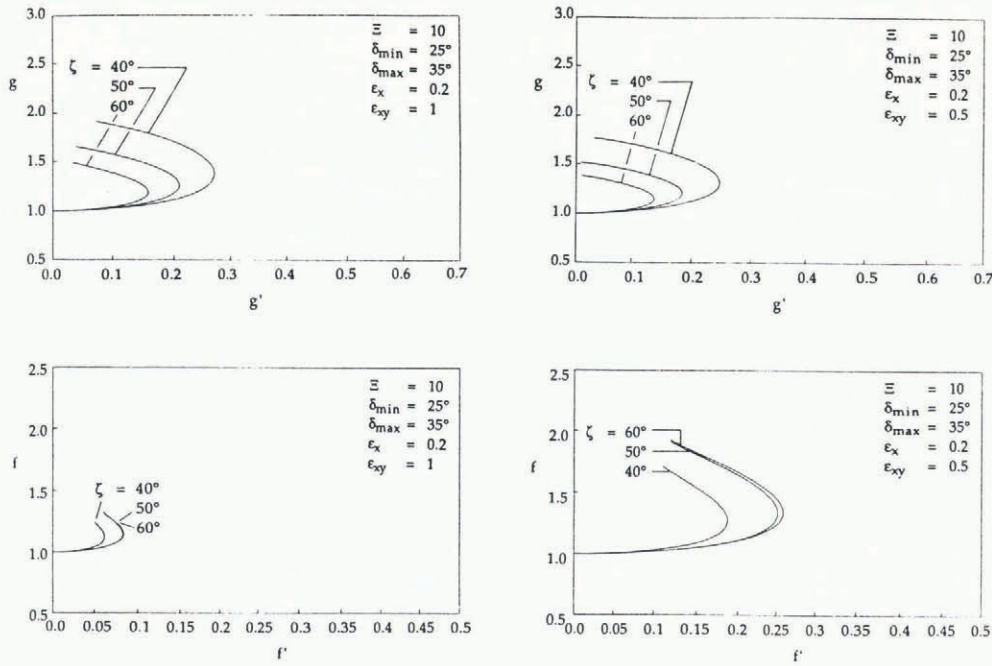 3.0
2.5
g
2.0
1.5
1.0
0.5
0.0 0.1 0.2 0.3 0.4 0.5 0.6 0.7
g'
ζ = 40°
50°
60°
Ξ = 10
δmin = 25°
δmax = 35°
εx = 0.2
εxy = 1
3.0
2.5
g
2.0
1.5
1.0
0.5
0.0 0.1 0.2 0.3 0.4 0.5 0.6 0.7
g'
ζ = 40°
50°
60°
Ξ = 10
δmin = 25°
δmax = 35°
εx = 0.2
εxy = 0.5
2.5
2.0
f
1.5
1.0
0.5
0.0 0.05 0.15 0.2 0.25 0.3 0.35 0.4 0.45 0.5
f'
ζ = 40°
50°
60°
Ξ = 10
δmin = 25°
δmax = 35°
εx = 0.2
εxy = 1
2.5
2.0
f
1.5
1.0
0.5
0.0 0.05 0.1 0.15 0.2 0.25 0.3 0.35 0.4 0.45 0.5
f'
ζ = 60°
50°
40°
Ξ = 10
δmin = 25°
δmax = 35°
εx = 0.2
εxy = 0.5